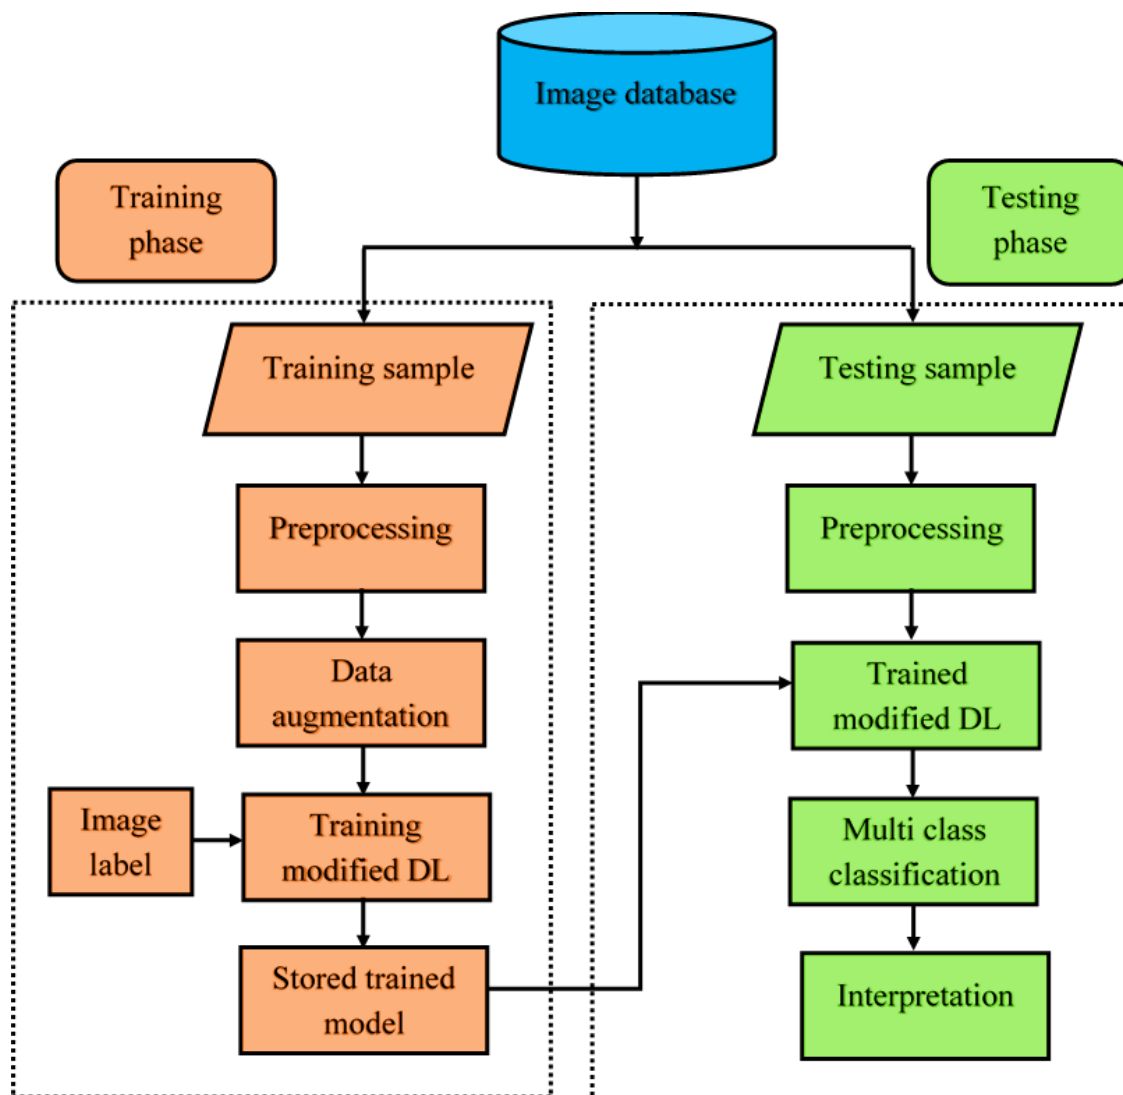 Image database
Training
phase
Testing
phase
Training sample
Preprocessing
Data
augmentation
Image
label
Training
modified DL
Stored trained
model
Testing sample
Preprocessing
Trained
modified DL
Multi class
classification
Interpretation